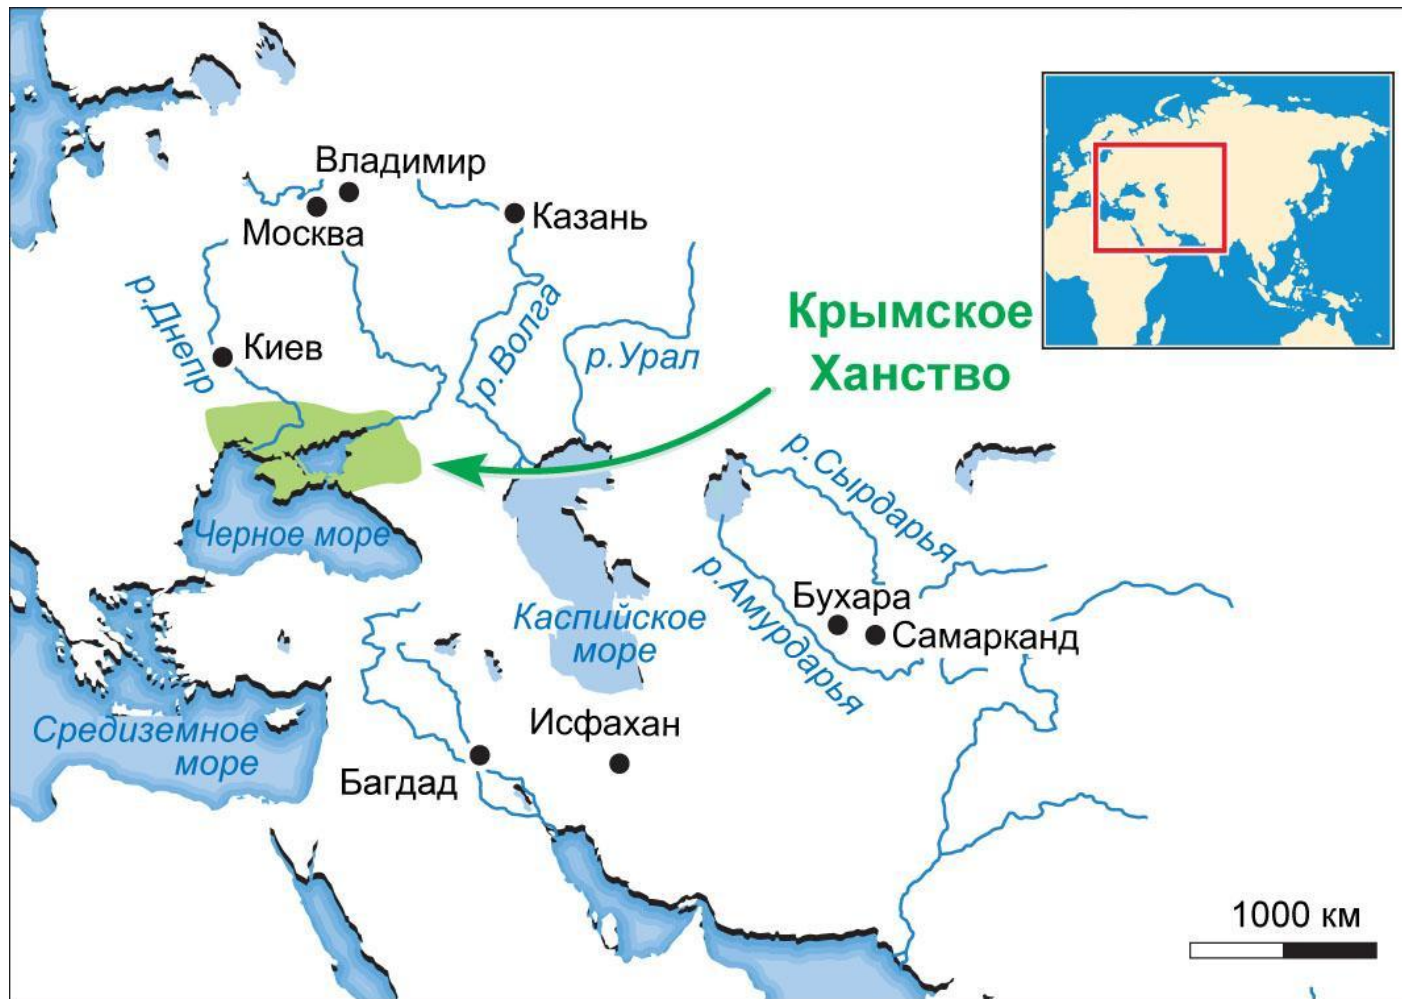 Владимир
Москва
Казань
р.Днепр
Киев
р.Волга
р.Урал
Крымское
Ханство
р.Сырдарья
Черное море
р.Амурдарья
Бухара
Самарканд
Каспийское
море
Средиземное
море
Исфахан
Багдад
1000 км